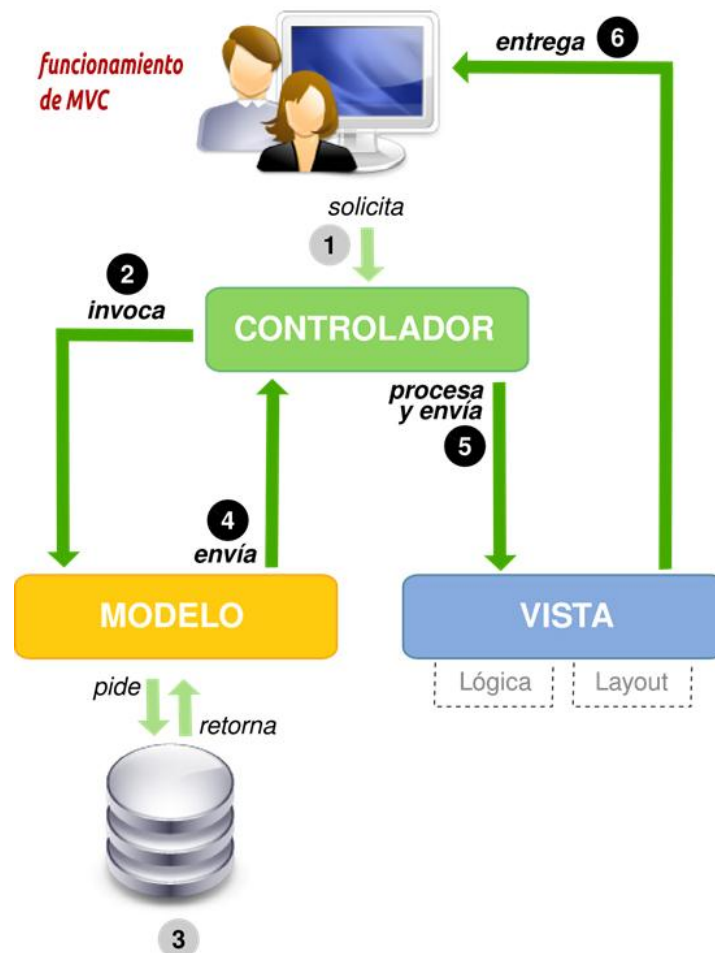 funcionamiento
de MVC
entrega 6
solicita
1
2
invoca
CONTROLADOR
procesa
y envía
5
4
envía
MODELO
VISTA
Lógica
Layout
pide
retorna
3